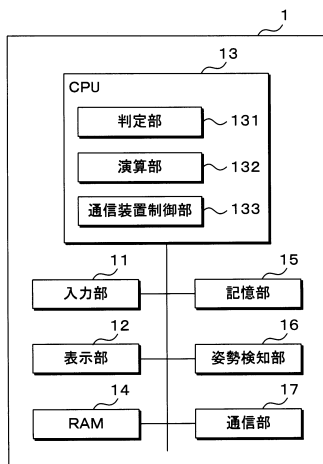 1
13
CPU
判定部 131
演算部 132
通信装置制御部 133
11 15
入力部 記憶部
12 16
表示部 姿勢検知部
14 17
RAM 通信部